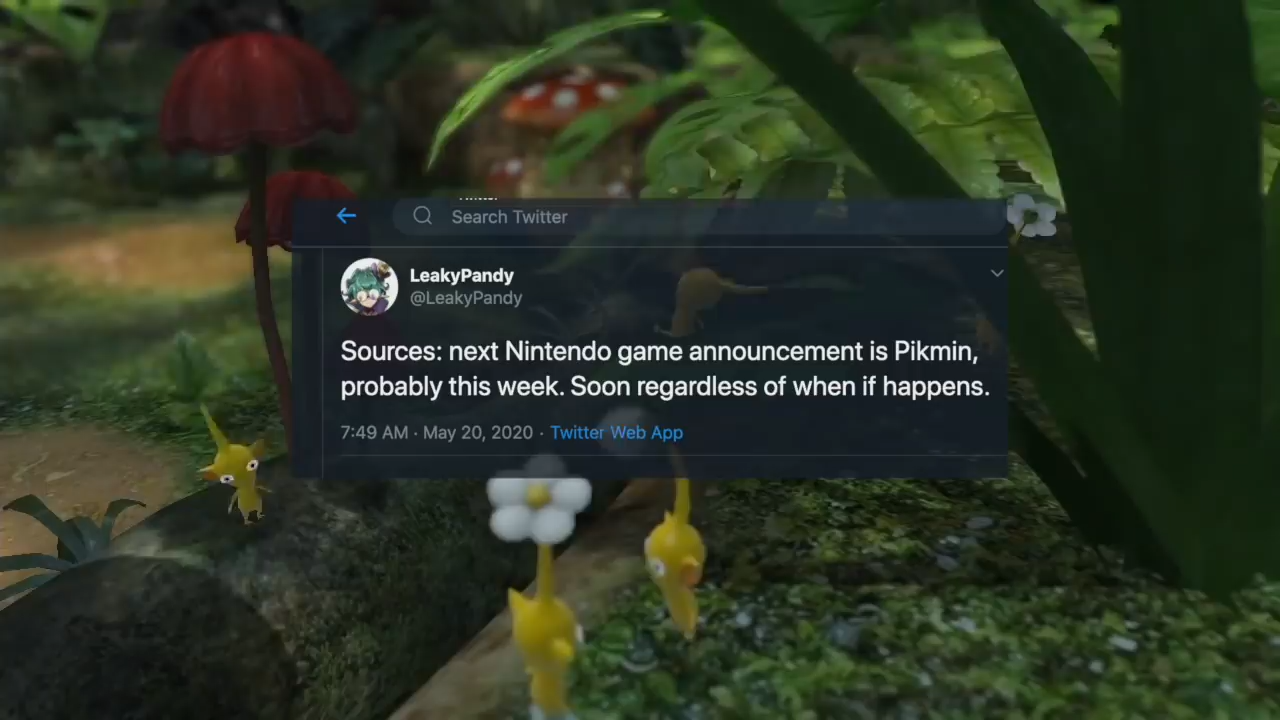 Search Twitter
LeakyPandy
@LeakyPandy
Sources: next Nintendo game announcement is Pikmin,
probably this week. Soon regardless of when if happens.
7:49 AM · May 20, 2020 · Twitter Web App